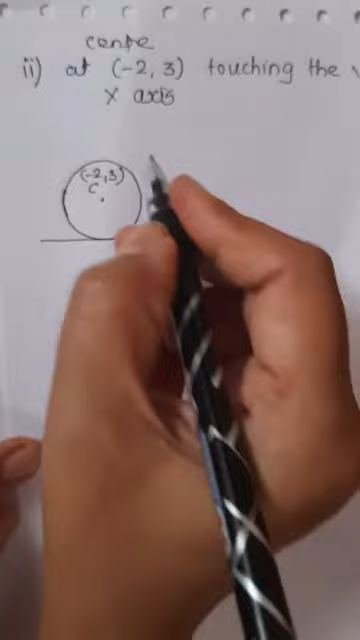 centre
ii) at (-2, 3) touching the
X axis
(-2,3)
C